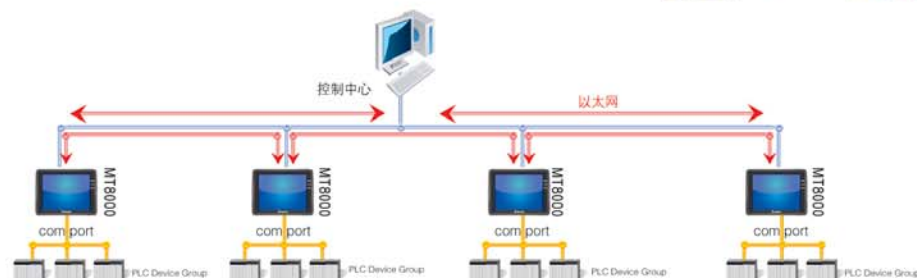 控制中心
以太网
MT8000
MT8000
MT8000
MT8000
com port
com port
com port
com port
PLC Device Group
PLC Device Group
PLC Device Group
PLC Device Group